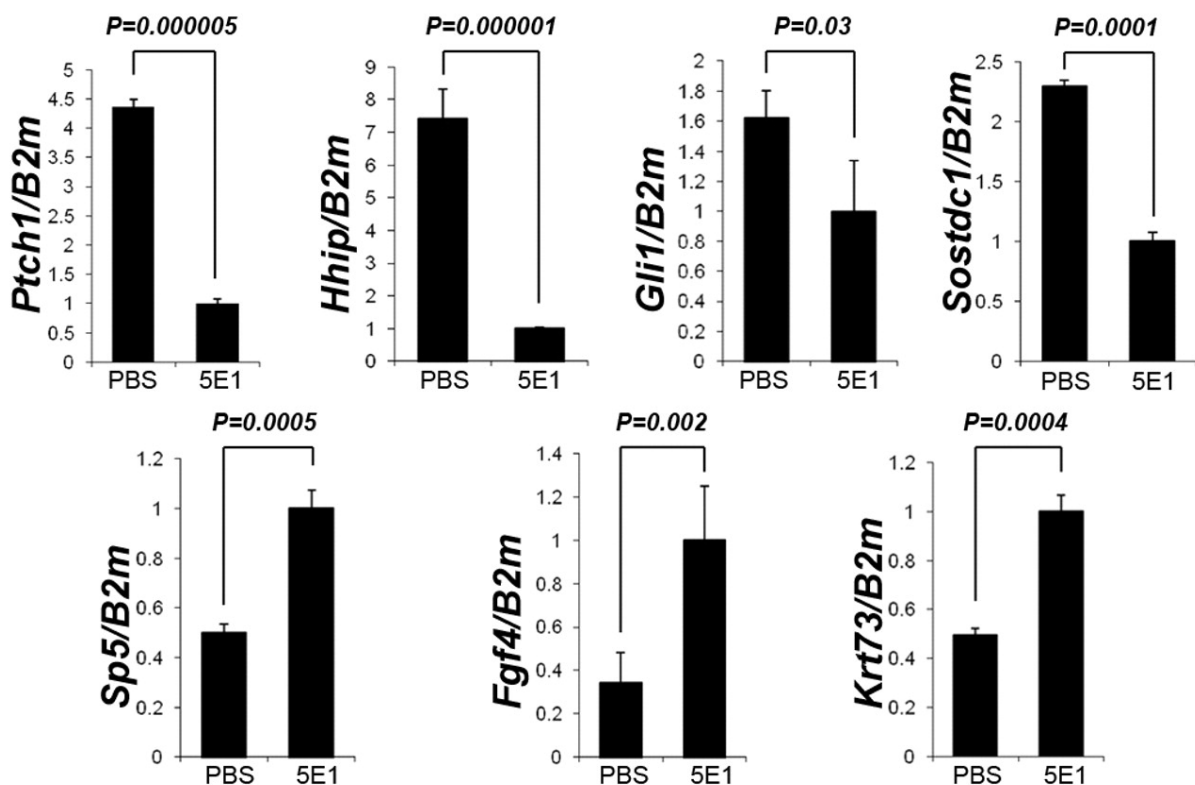 P=0.000005
Ptch1/B2m
5
4.5
4
3.5
3
2.5
2
1.5
1
0.5
0
PBS 5E1
P=0.000001
Hhip/B2m
9
8
7
6
5
4
3
2
1
0
PBS 5E1
P=0.03
Gli1/B2m
2
1.8
1.6
1.4
1.2
1
0.8
0.6
0.4
0.2
0
PBS 5E1
P=0.0001
Sostdc1/B2m
2.5
2
1.5
1
0.5
0
PBS 5E1
P=0.0005
Sp5/B2m
1.2
1
0.8
0.6
0.4
0.2
0
PBS 5E1
P=0.002
Fgf4/B2m
1.4
1.2
1
0.8
0.6
0.4
0.2
0
PBS 5E1
P=0.0004
Krt73/B2m
1.2
1
0.8
0.6
0.4
0.2
0
PBS 5E1